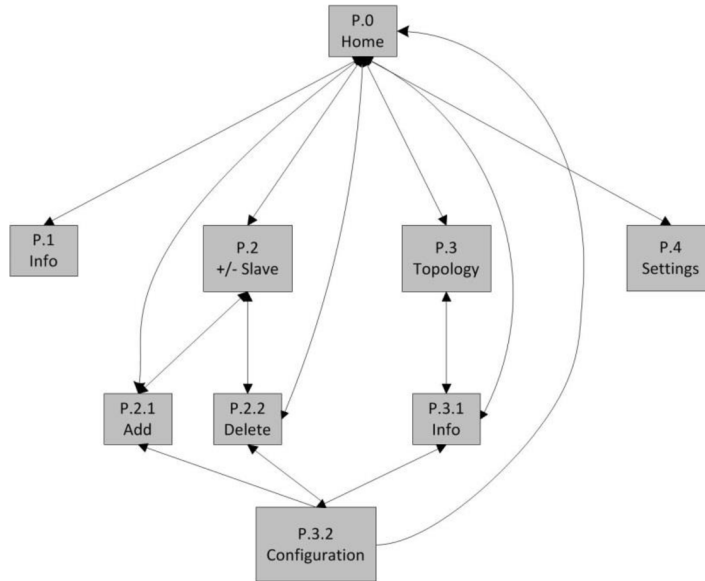 P.0
Home
P.1
Info
P.2
+/- Slave
P.3
Topology
P.4
Settings
P.2.1
Add
P.2.2
Delete
P.3.1
Info
P.3.2
Configuration